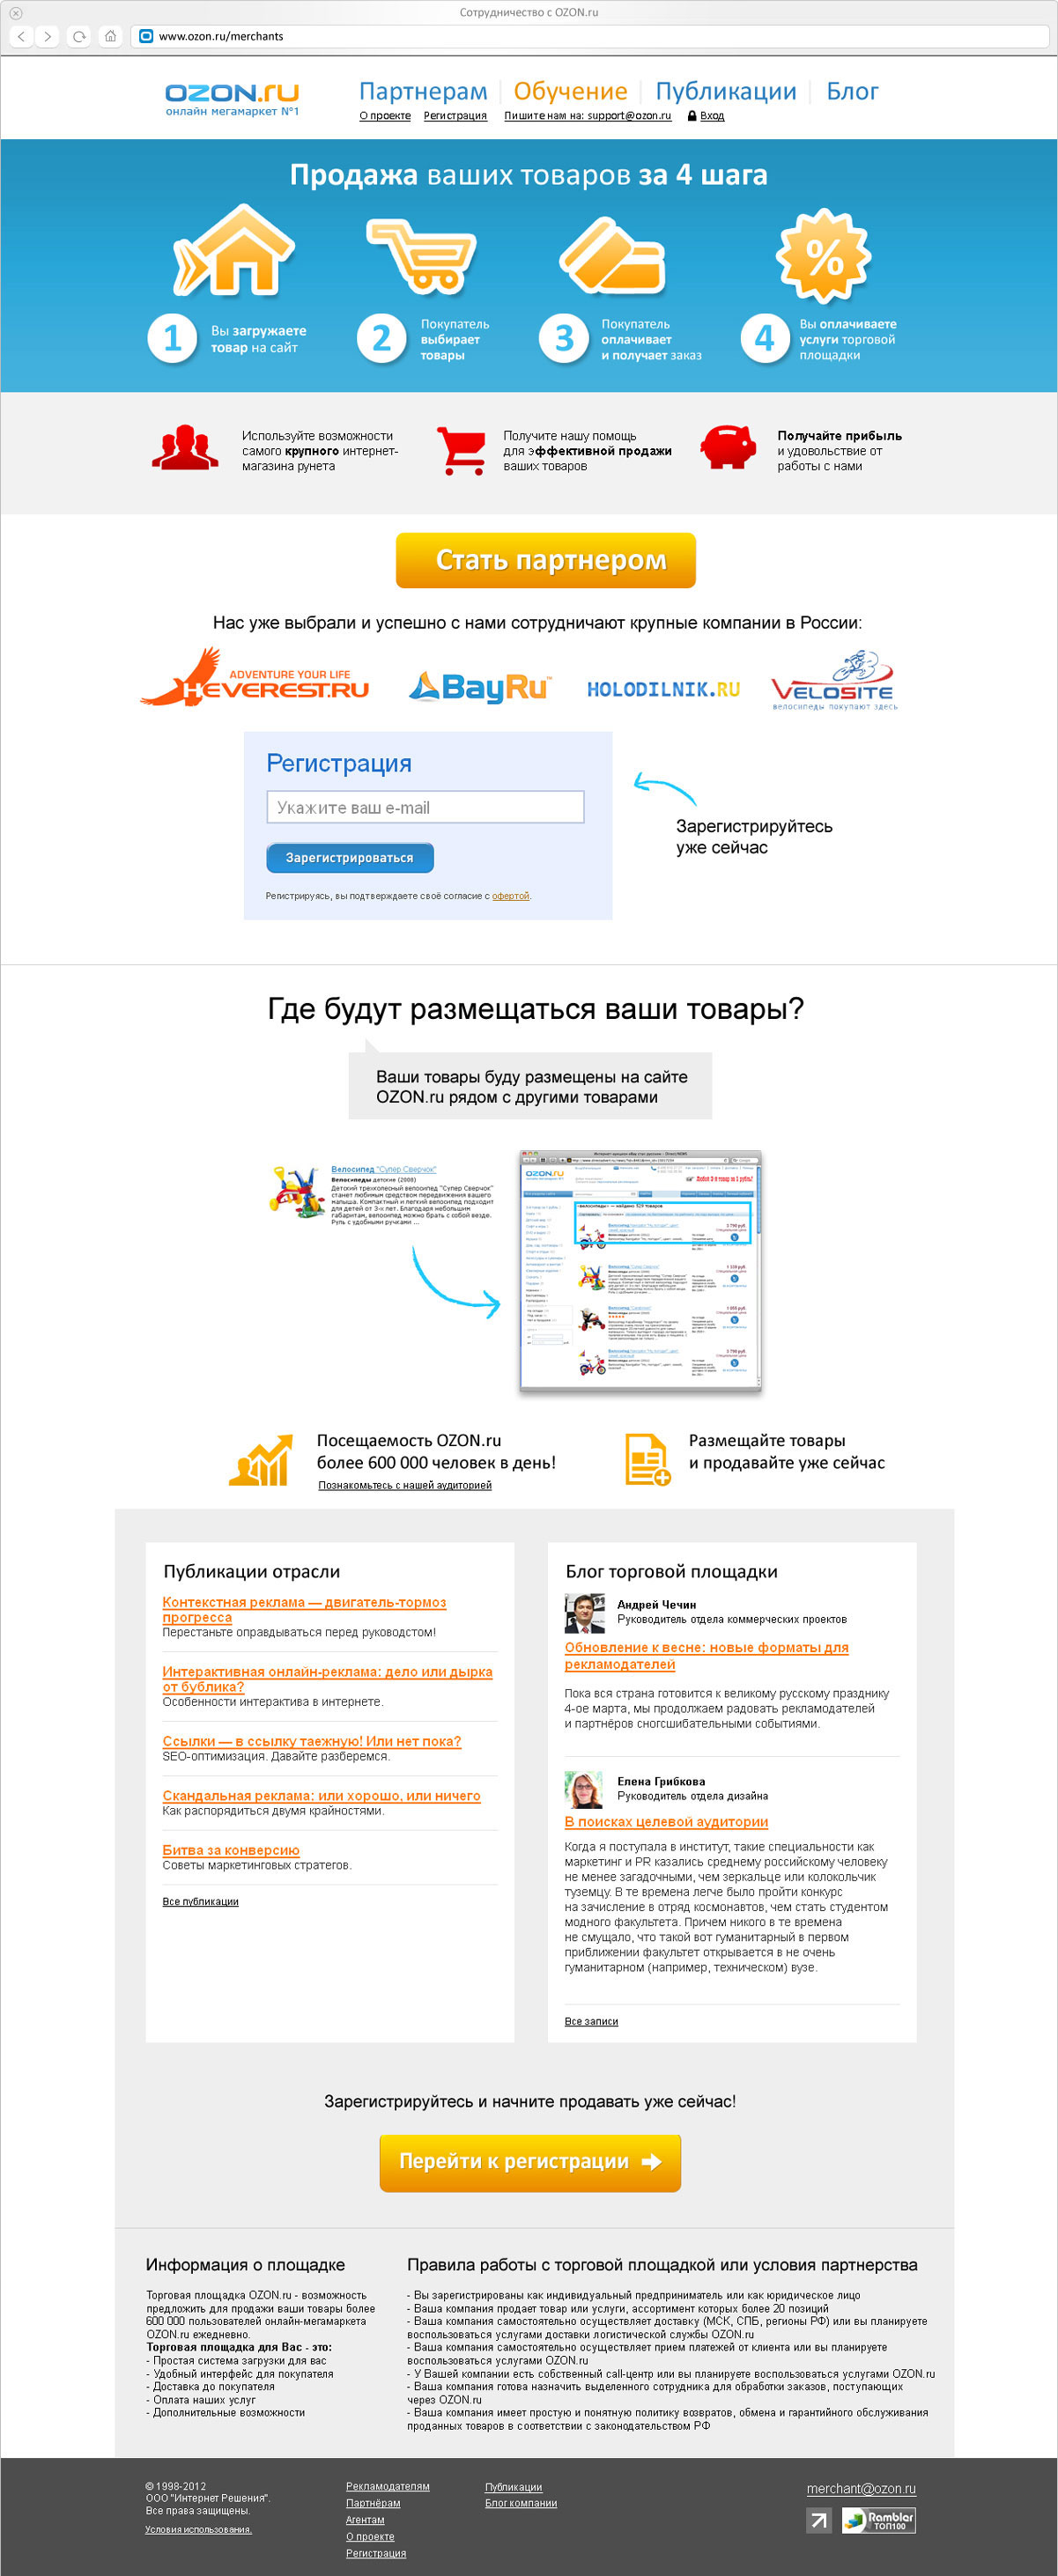 Сотрудничество с OZON.ru
www.ozon.ru/merchants
OZON.ru
онлайн мегамаркет №1
Партнерам
Обучение
Публикации
Блог
О проекте
Регистрация
Пишите нам на: support@ozon.ru
Вход
Продажа ваших товаров за 4 шага
%
1
Вы загружаете
товар на сайт
2
Покупатель
выбирает
товары
3
Покупатель
оплачивает
и получает заказ
4
Вы оплачиваете
услуги торговой
площадки
Используйте возможности
самого крупного интернет-
магазина рунета
Получите нашу помощь
для эффективной продажи
ваших товаров
Получайте прибыль
и удовольствие от
работы с нами
Стать партнером
Нас уже выбрали и успешно с нами сотрудничают крупные компании в России:
ADVENTURE YOUR LIFE
HEVEREST.RU
BayRu™
HOLODILNIK.RU
VELOSITE
велосипеды покупают здесь
Регистрация
Укажите ваш e-mail
Зарегистрироваться
Регистрируясь, вы подтверждаете своё согласие с офертой.
Зарегистрируйтесь
уже сейчас
Где будут размещаться ваши товары?
Ваши товары буду размещены на сайте
OZON.ru рядом с другими товарами
Велосипед "Супер Сверчок"
Велосипеды детские (2008)
Детский трехколесный велосипед "Супер Сверчок"
станет любимым средством передвижения вашего
малыша. Компактный и легкий велосипед подходит
для детей от 3-х лет. Благодаря небольшим
габаритам, велосипед можно брать с собой везде.
Руль с удобными ручками ...
OZON.ru
Посещаемость OZON.ru
более 600 000 человек в день!
Познакомьтесь с нашей аудиторией
Размещайте товары
и продавайте уже сейчас
Публикации отрасли
Контекстная реклама — двигатель-тормоз
прогресса
Перестаньте оправдываться перед руководстом!
Интерактивная онлайн-реклама: дело или дырка
от бублика?
Особенности интерактива в интернете.
Ссылки — в ссылку таежную! Или нет пока?
SEO-оптимизация. Давайте разберемся.
Скандальная реклама: или хорошо, или ничего
Как распорядиться двумя крайностями.
Битва за конверсию
Советы маркетинговых стратегов.
Все публикации
Блог торговой площадки
Андрей Чечин
Руководитель отдела коммерческих проектов
Обновление к весне: новые форматы для
рекламодателей
Пока вся страна готовится к великому русскому празднику
4-ое марта, мы продолжаем радовать рекламодателей
и партнёров сногсшибательными событиями.
Елена Грибкова
Руководитель отдела дизайна
В поисках целевой аудитории
Когда я поступала в институт, такие специальности как
маркетинг и PR казались среднему российскому человеку
не менее загадочными, чем зеркальце или колокольчик
туземцу. В те времена легче было пройти конкурс
на зачисление в отряд космонавтов, чем стать студентом
модного факультета. Причем никого в те времена
не смущало, что такой вот гуманитарный в первом
приближении факультет открывается в не очень
гуманитарном (например, техническом) вузе.
Все записи
Зарегистрируйтесь и начните продавать уже сейчас!
Перейти к регистрации
Информация о площадке
Торговая площадка OZON.ru - возможность
предложить для продажи ваши товары более
600 000 пользователей онлайн-мегамаркета
OZON.ru ежедневно.
Торговая площадка для Вас - это:
- Простая система загрузки для вас
- Удобный интерфейс для покупателя
- Доставка до покупателя
- Оплата наших услуг
- Дополнительные возможности
Правила работы с торговой площадкой или условия партнерства
- Вы зарегистрированы как индивидуальный предприниматель или как юридическое лицо
- Ваша компания продает товар или услуги, ассортимент которых более 20 позиций
- Ваша компания самостоятельно осуществляет доставку (МСК, СПБ, регионы РФ) или вы планируете
воспользоваться услугами доставки логистической службы OZON.ru
- Ваша компания самостоятельно осуществляет прием платежей от клиента или вы планируете
воспользоваться услугами OZON.ru
- У Вашей компании есть собственный call-центр или вы планируете воспользоваться услугами OZON.ru
- Ваша компания готова назначить выделенного сотрудника для обработки заказов, поступающих
через OZON.ru
- Ваша компания имеет простую и понятную политику возвратов, обмена и гарантийного обслуживания
проданных товаров в соответствии с законодательством РФ
© 1998-2012
ООО "Интернет Решения".
Все права защищены.
Условия использования.
Рекламодателям
Партнёрам
Агентам
О проекте
Регистрация
Публикации
Блог компании
merchant@ozon.ru
Rambler
ТОП100